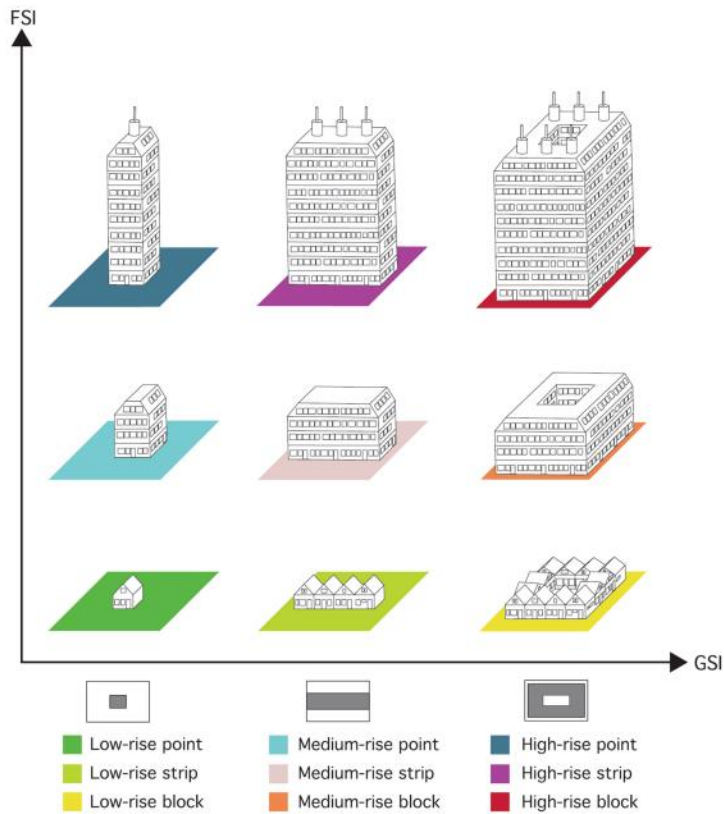 FSI
GSI
Low-rise point
Low-rise strip
Low-rise block
Medium-rise point
Medium-rise strip
Medium-rise block
High-rise point
High-rise strip
High-rise block